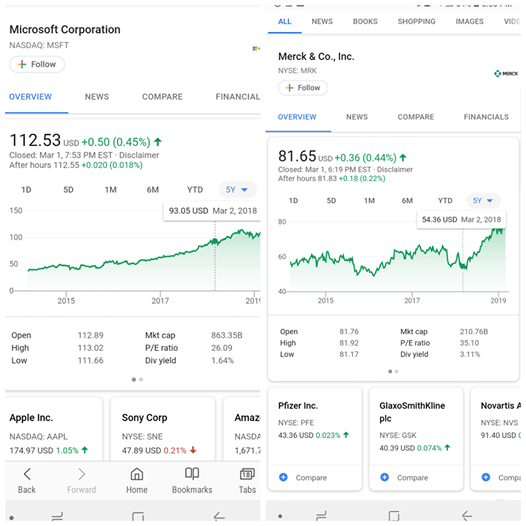 Microsoft Corporation
NASDAQ: MSFT
Follow
OVERVIEW NEWS COMPARE FINANCIAL
112.53 USD +0.50 (0.45%)
Closed: Mar 1, 7:53 PM EST · Disclaimer
After hours 112.55 +0.020 (0.018%)
1D 5D 1M 6M YTD 5Y
93.05 USD Mar 2, 2018
150
100
50
0
2015 2017 2019
Open 112.89 Mkt cap 863.35B
High 113.02 P/E ratio 26.09
Low 111.66 Div yield 1.64%
Apple Inc. Sony Corp Amaz
NASDAQ: AAPL NYSE: SNE NASDA
174.97 USD 1.05% 47.89 USD 0.21% 1,671.7
Back Forward Home Bookmarks Tabs
ALL NEWS BOOKS SHOPPING IMAGES VIDE
Merck & Co., Inc.
NYSE: MRK
MERCK
Follow
OVERVIEW NEWS COMPARE FINANCIALS
81.65 USD +0.36 (0.44%)
Closed: Mar 1, 6:19 PM EST · Disclaimer
After hours 81.83 +0.18 (0.22%)
1D 5D 1M 6M YTD 5Y
54.36 USD Mar 2, 2018
80
60
40
2015 2017 2019
Open 81.76 Mkt cap 210.76B
High 81.92 P/E ratio 35.10
Low 81.17 Div yield 3.11%
Pfizer Inc. GlaxoSmithKline plc Novartis A
NYSE: PFE NYSE: GSK NYSE: NVS
43.36 USD 0.023% 40.39 USD 0.074% 91.40 USD
Compare Compare Comp